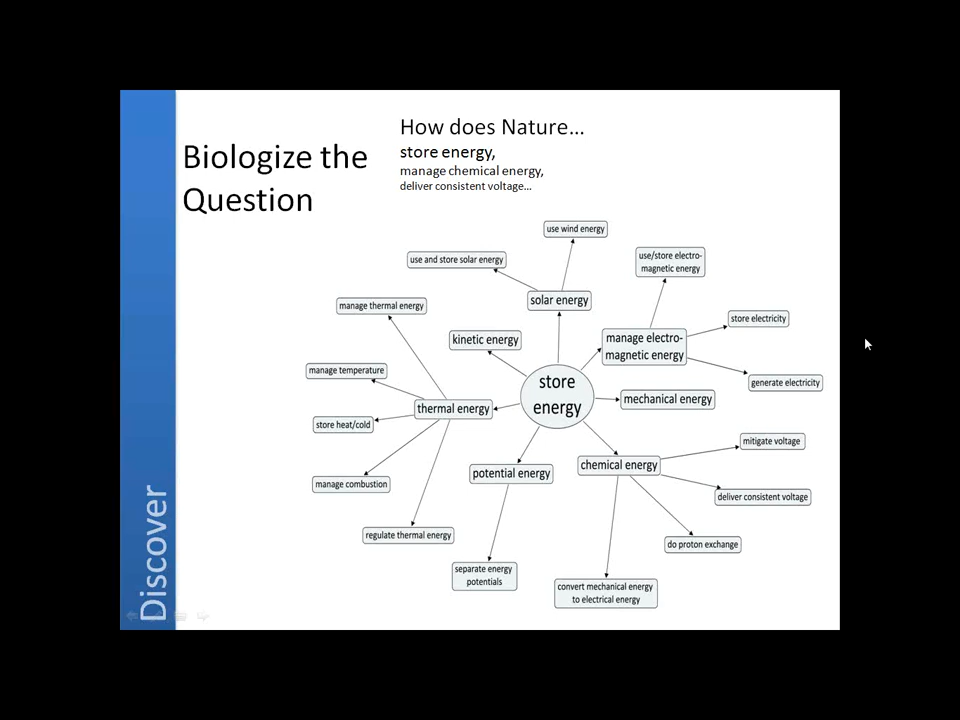 Biologize the
Question
How does Nature…
store energy,
manage chemical energy,
deliver consistent voltage…
use wind energy
use and store solar energy
use/store electro-
magnetic energy
solar energy
manage thermal energy
store electricity
kinetic energy
manage electro-
magnetic energy
manage temperature
generate electricity
store
energy
mechanical energy
thermal energy
store heat/cold
mitigate voltage
chemical energy
potential energy
manage combustion
deliver consistent voltage
regulate thermal energy
do proton exchange
separate energy
potentials
convert mechanical energy
to electrical energy
Discover